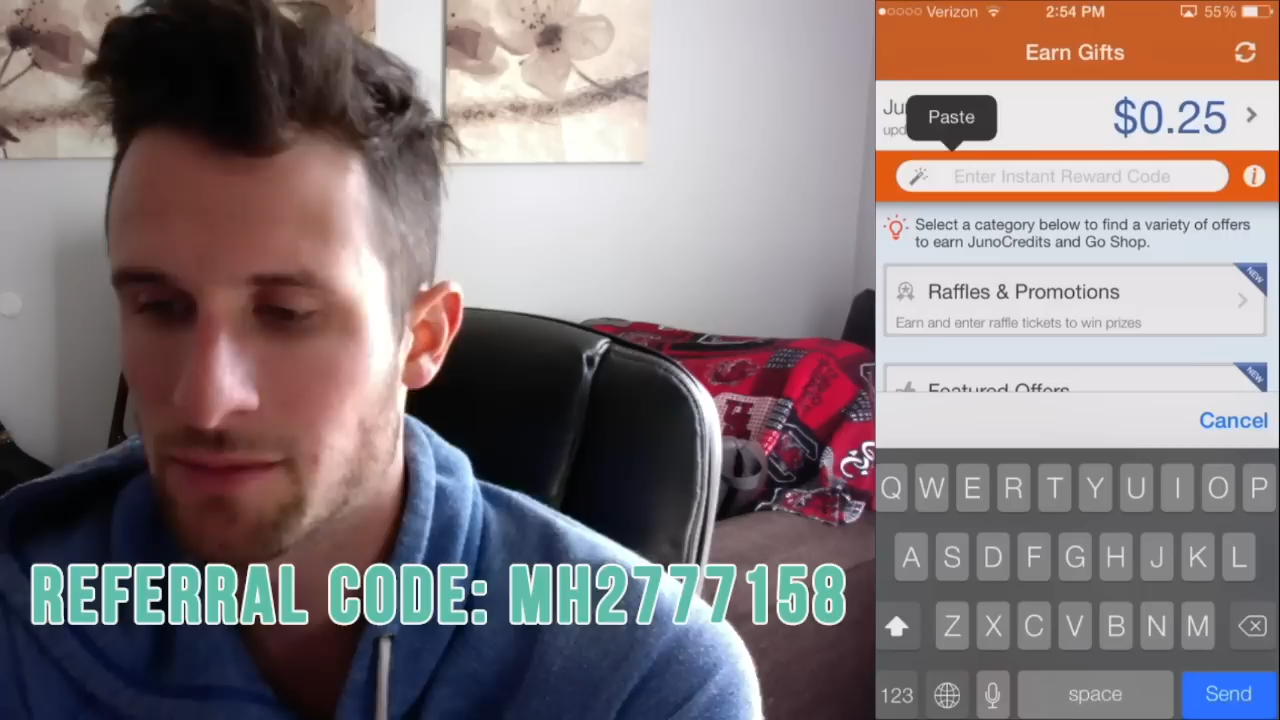 Verizon 2:54 PM 55%
Earn Gifts
Paste
$0.25
Enter Instant Reward Code
Select a category below to find a variety of offers
to earn JunoCredits and Go Shop.
NEW
Raffles & Promotions
Earn and enter raffle tickets to win prizes
NEW
Featured Offers
Cancel
Q W E R T Y U I O P
A S D F G H J K L
Z X C V B N M
123 space Send
REFERRAL CODE: MH2777158